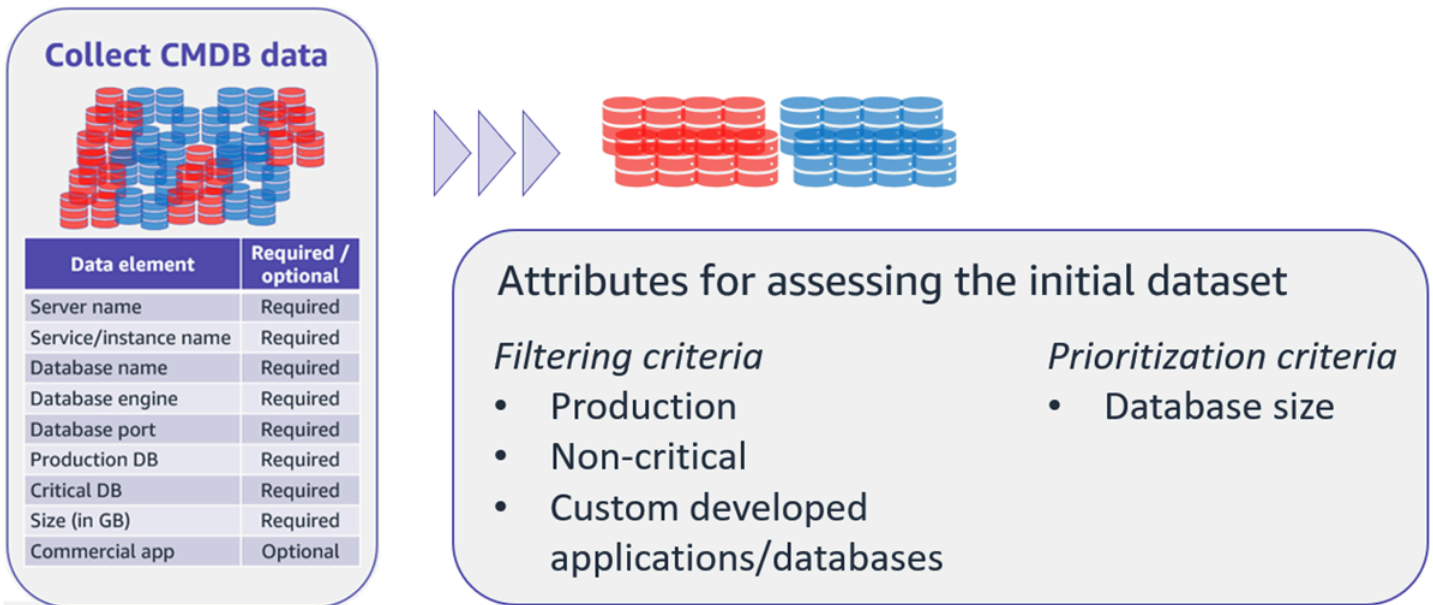 Collect CMDB data
Data element Required /
optional
Server name Required
Service/instance name Required
Database name Required
Database engine Required
Database port Required
Production DB Required
Critical DB Required
Size (in GB) Required
Commercial app Optional
Attributes for assessing the initial dataset
Filtering criteria
• Production
• Non-critical
• Custom developed
applications/databases
Prioritization criteria
• Database size